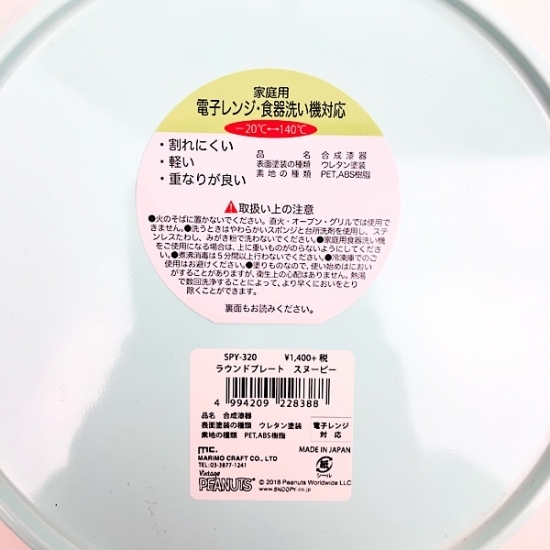 家庭用
電子レンジ・食器洗い機対応
−20℃↔140℃
・割れにくい
・軽い
・重なりが良い
品名 合成漆器
表面塗装の種類 ウレタン塗装
素地の種類 PET,ABS樹脂
⚠取扱い上の注意
●火のそばに置かないでください。直火・オーブン・グリルでは使用で
きません。●洗うときはやわらかいスポンジと台所洗剤を使用し、ステ
ンレスたわし、みがき粉で洗わないでください。●家庭用食器洗い機
をご使用になる場合は、上に重いものがのらないようにしてくださ
い。●煮沸消毒は5分間以上行わないでください。●冷凍庫でのご
使用はお避けください。●塗りものなので、使い始めはにおい
がすることがありますが、衛生上の心配はありません。熱湯
で数回洗浄することによって、より早くにおいをとり
除くことができます。
裏面もお読みください。
SPY-320 ¥1,400+税
ラウンドプレート スヌーピー
4 994209 228388
品名 合成漆器
表面塗装の種類 ウレタン塗装
素地の種類 PET,ABS樹脂
電子レンジ
対応
mc.
MARIMO CRAFT CO., LTD
TEL:03-3877-1241
MADE IN JAPAN
紙
シール
Vintage
PEANUTS
© 2018 Peanuts Worldwide LLC
www.SNOOPY.co.jp